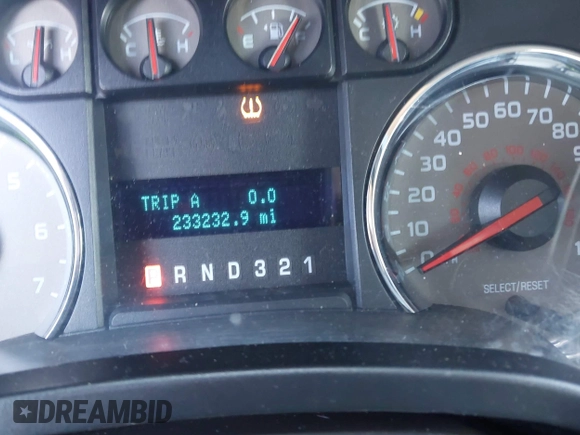 L H
C H
E F
C H
TRIP A 0.0
233232.9 mi
P R N D 3 2 1
5
6
7
0
10
20
30
40
50
60
70
80
SELECT/RESET
DREAMBID